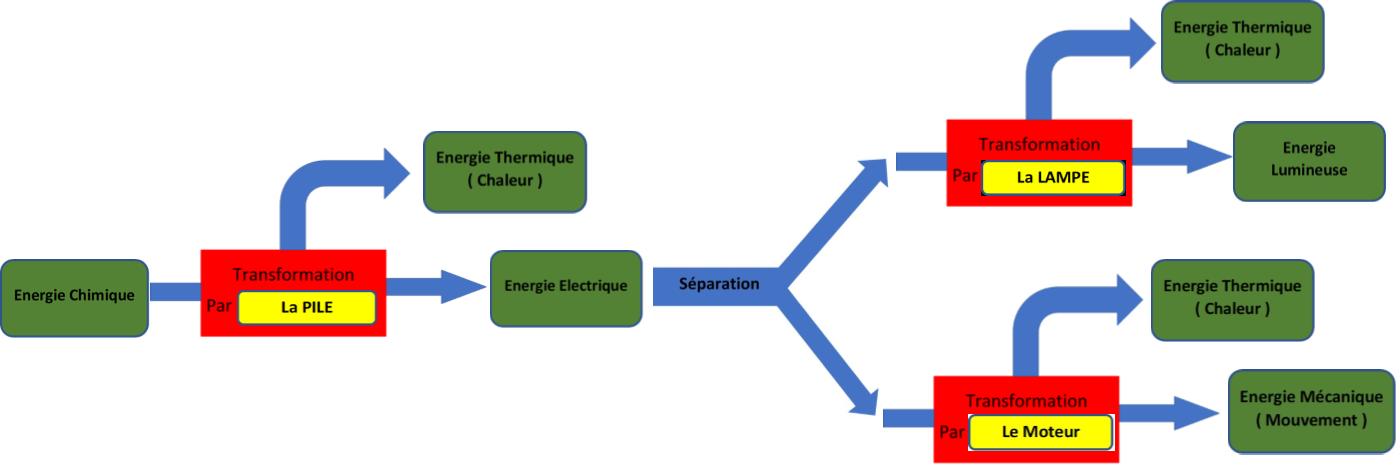 Energie Chimique
Transformation
Par La PILE
Energie Thermique
( Chaleur )
Energie Electrique
Séparation
Transformation
Par La LAMPE
Energie Thermique
( Chaleur )
Energie
Lumineuse
Transformation
Par Le Moteur
Energie Thermique
( Chaleur )
Energie Mécanique
( Mouvement )